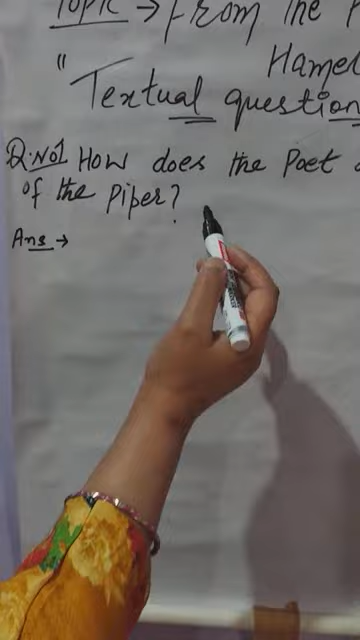 Topic → From the P
" Hamel
Textual question
Q.No1 How does the Poet
of the Piper?
Ans →